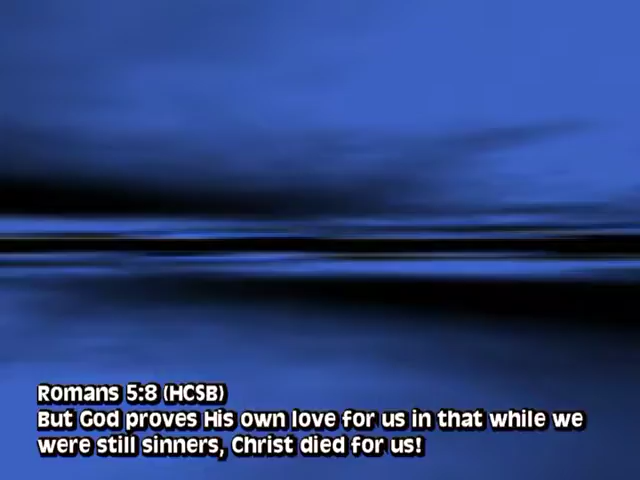 Romans 5:8 (HCSB)
But God proves His own love for us in that while we
were still sinners, Christ died for us!